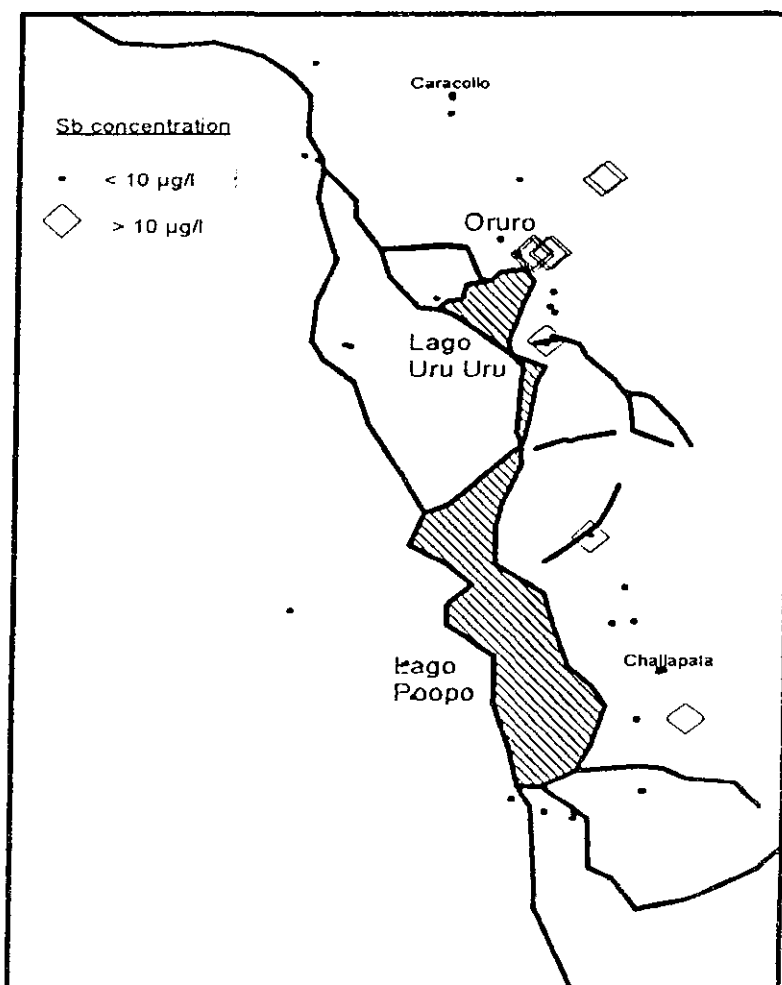 Caracollo
Sb concentration
< 10 µg/l
> 10 µg/l
Oruro
Lago
Uru Uru
Challapata
Lago
Poopo